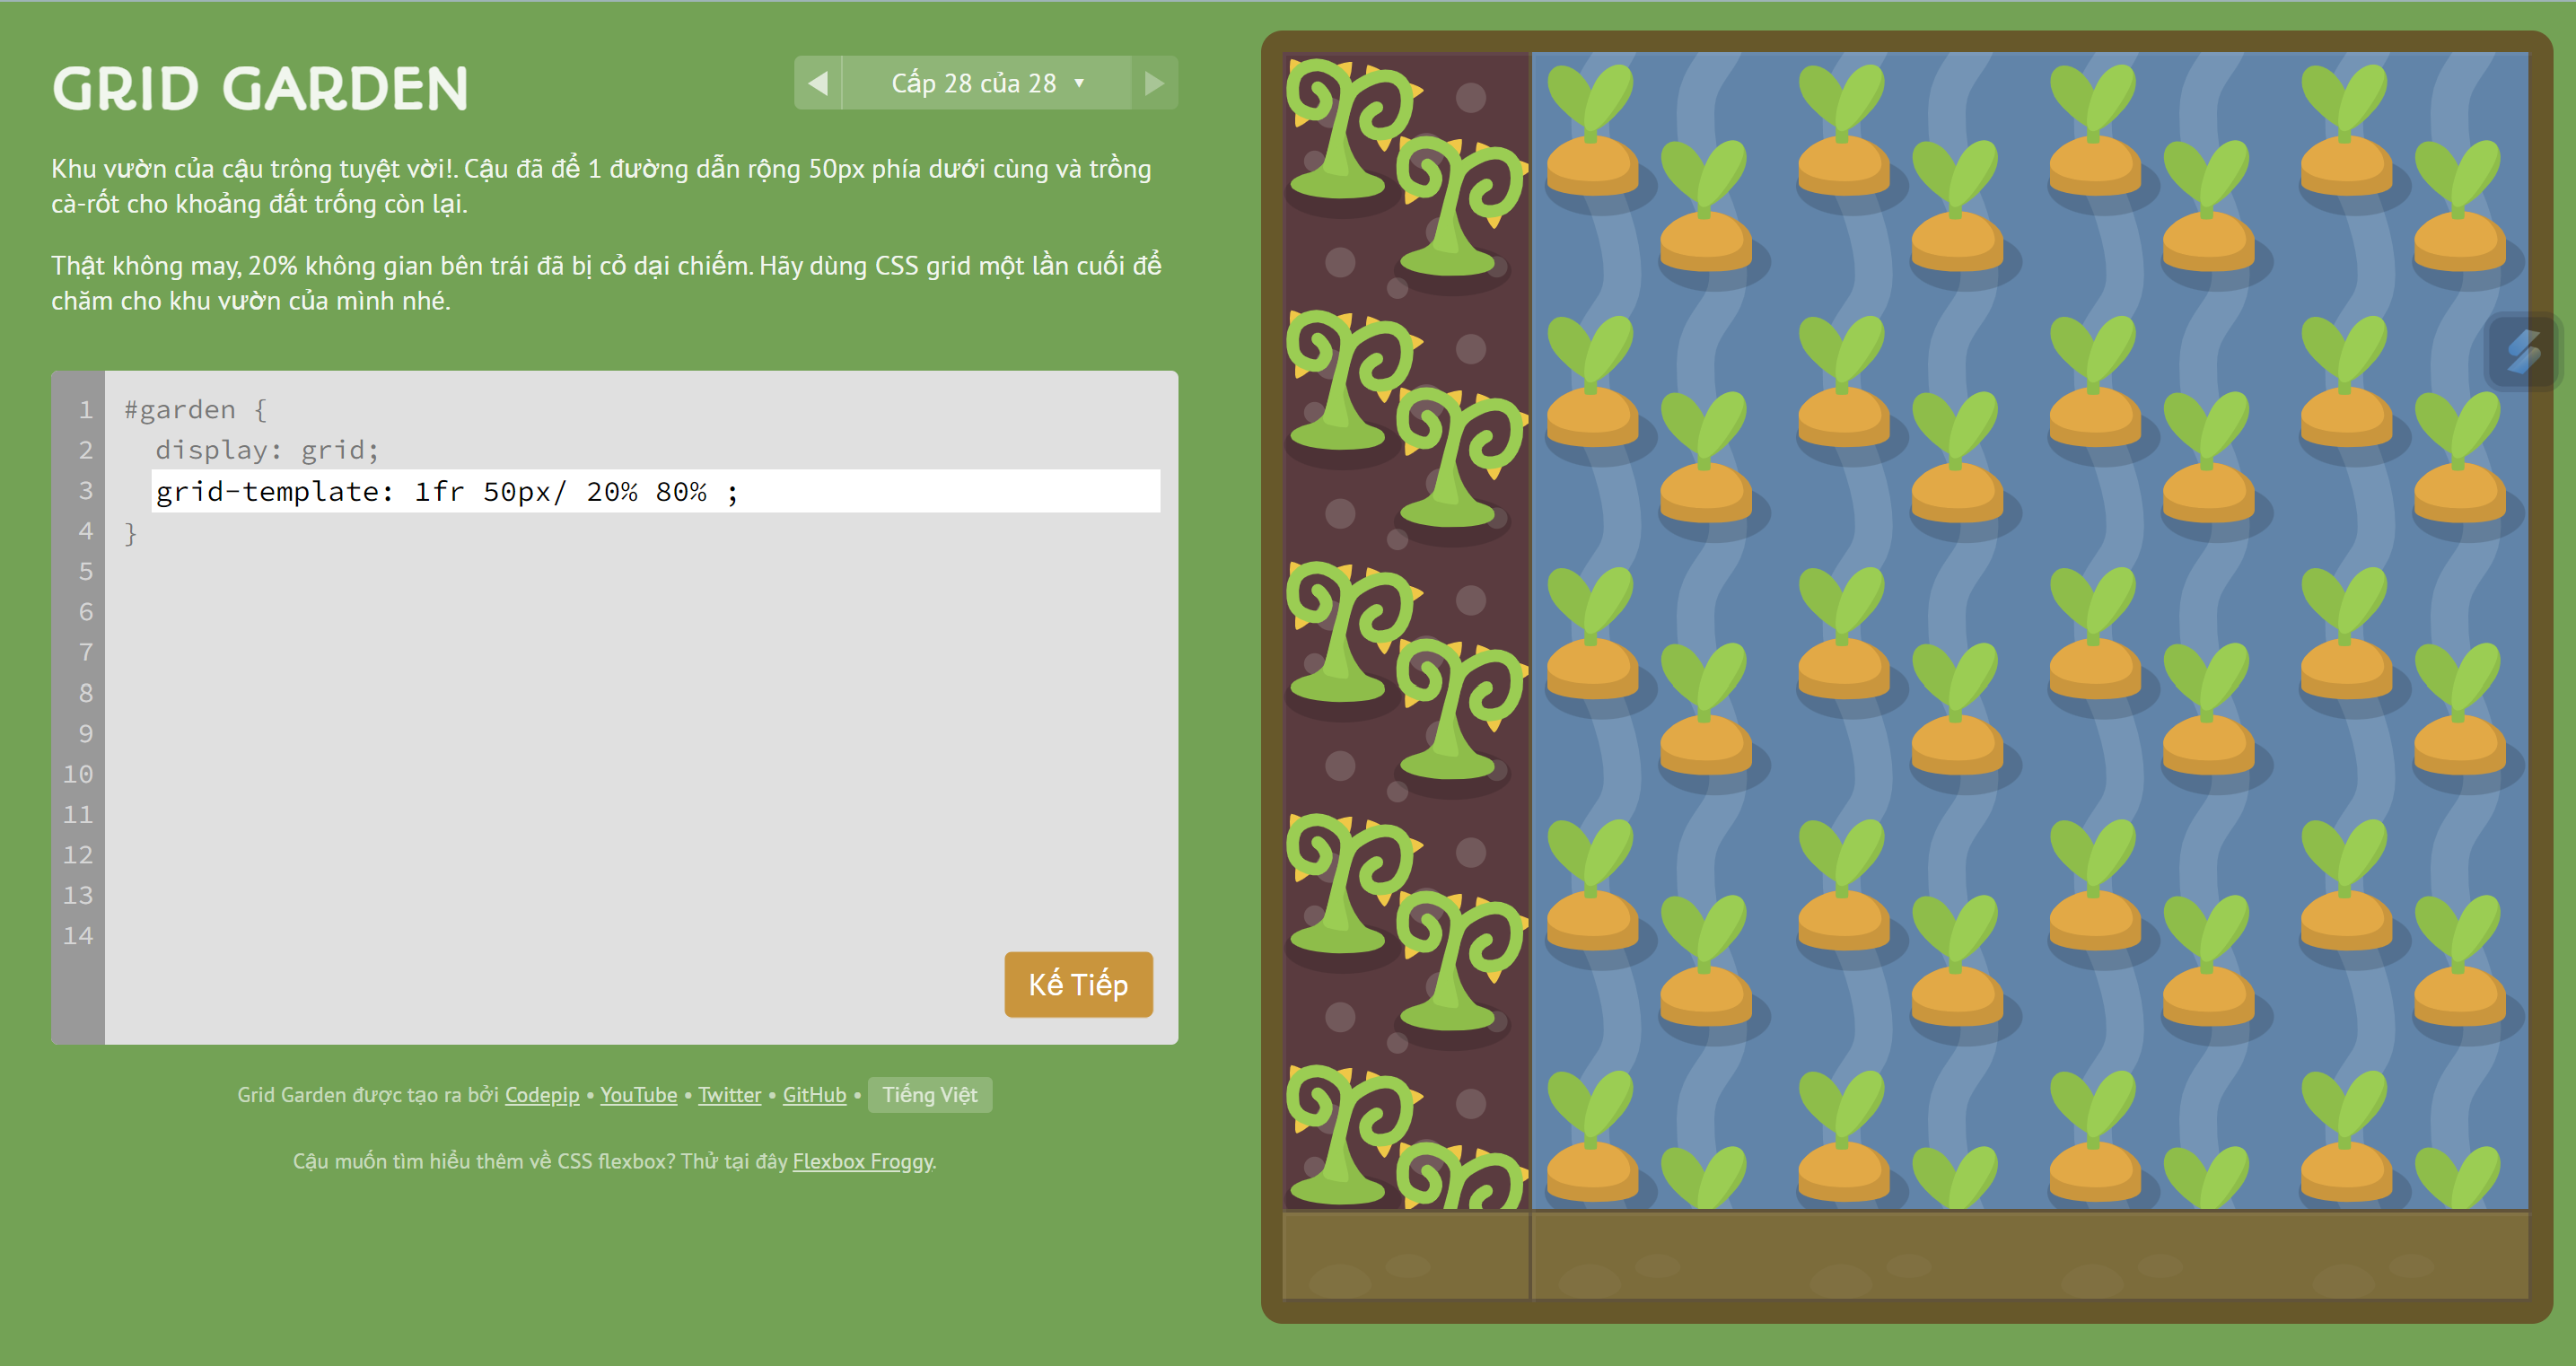 GRID GARDEN
Cấp 28 của 28 ▼
Khu vườn của cậu trông tuyệt vời!. Cậu đã để 1 đường dẫn rộng 50px phía dưới cùng và trồng
cà-rốt cho khoảng đất trống còn lại.
Thật không may, 20% không gian bên trái đã bị cỏ dại chiếm. Hãy dùng CSS grid một lần cuối để
chăm cho khu vườn của mình nhé.
1 #garden {
2 display: grid;
3 grid-template: 1fr 50px/ 20% 80% ;
4 }
5
6
7
8
9
10
11
12
13
14
Kế Tiếp
Grid Garden được tạo ra bởi Codepip • YouTube • Twitter • GitHub • Tiếng Việt
Cậu muốn tìm hiểu thêm về CSS flexbox? Thử tại đây Flexbox Froggy.